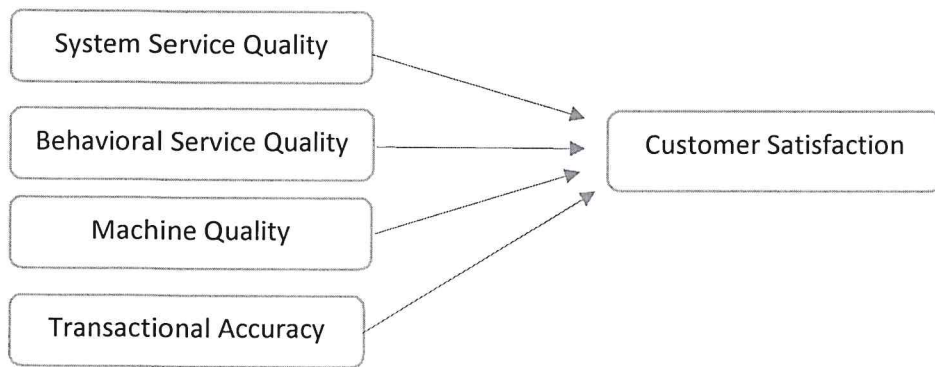 System Service Quality
Behavioral Service Quality
Customer Satisfaction
Machine Quality
Transactional Accuracy